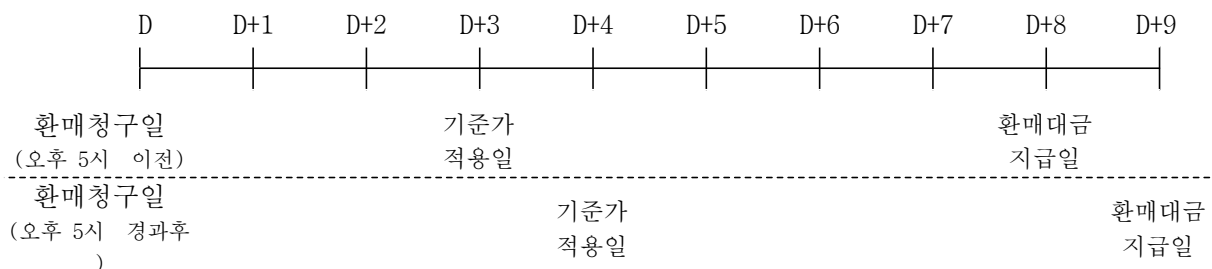 D D+1 D+2 D+3 D+4 D+5 D+6 D+7 D+8 D+9
환매청구일 기준가 환매대금
(오후 5시 이전) 적용일 지급일
환매청구일 기준가 환매대금
(오후 5시 경과후 적용일 지급일
)